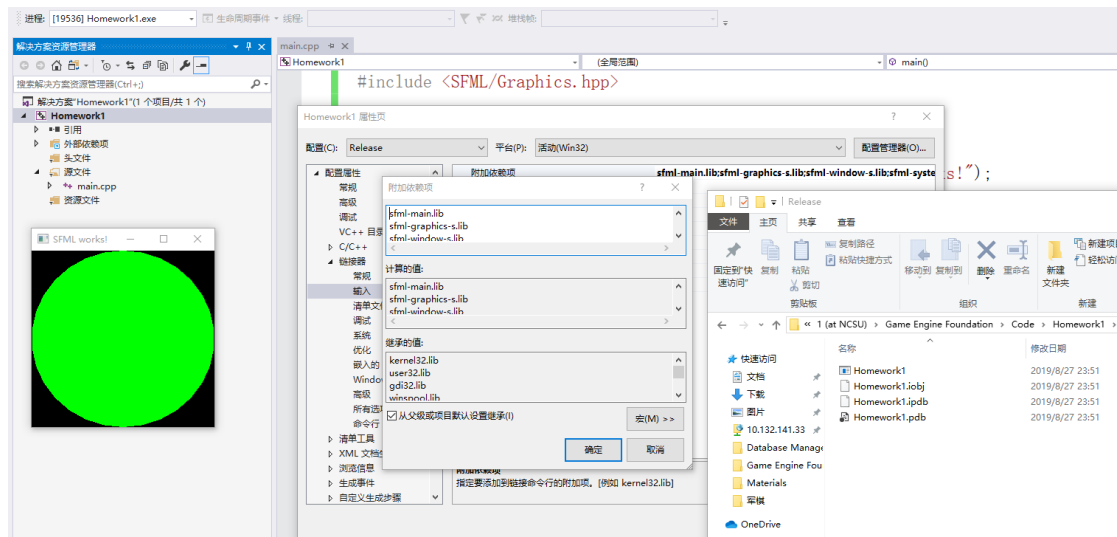 进程: [19536] Homework1.exe 生命周期事件 线程: 堆栈帧:
解决方案资源管理器
搜索解决方案资源管理器(Ctrl+;)
解决方案"Homework1"(1 个项目/共 1 个)
Homework1
引用
外部依赖项
头文件
源文件
main.cpp
资源文件
SFML works!
main.cpp
Homework1 (全局范围) main()
#include <SFML/Graphics.hpp>
s!");
Homework1 属性页
配置(C): Release 平台(P): 活动(Win32) 配置管理器(O)...
配置属性
常规
高级
调试
VC++ 目录
C/C++
链接器
常规
输入
清单文件
调试
系统
优化
嵌入的
Windo
高级
所有选项
命令行
清单工具
XML 文档生
浏览信息
生成事件
自定义生成步骤
附加依赖项 sfml-main.lib;sfml-graphics-s.lib;sfml-window-s.lib;sfml-syste
附加依赖项
sfml-main.lib
sfml-graphics-s.lib
sfml-window-s.lib
计算的值:
sfml-main.lib
sfml-graphics-s.lib
sfml-window-s.lib
继承的值:
kernel32.lib
user32.lib
gdi32.lib
winspool.lib
从父级或项目默认设置继承(I) 宏(M) >>
确定 取消
附加依赖项
指定要添加到链接命令行的附加项。[例如 kernel32.lib]
Release
文件 主页 共享 查看
固定到"快速访问"
复制
粘贴
复制路径
粘贴快捷方式
剪切
剪贴板
移动到 复制到 删除 重命名
组织
新建文件夹
新建项目
轻松访问
新建
« 1 (at NCSU) > Game Engine Foundation > Code > Homework1 >
快速访问
文档
下载
图片
10.132.141.33
Database Manage
Game Engine Fou
Materials
军棋
OneDrive
名称 修改日期
Homework1 2019/8/27 23:51
Homework1.iobj 2019/8/27 23:51
Homework1.ipdb 2019/8/27 23:51
Homework1.pdb 2019/8/27 23:51